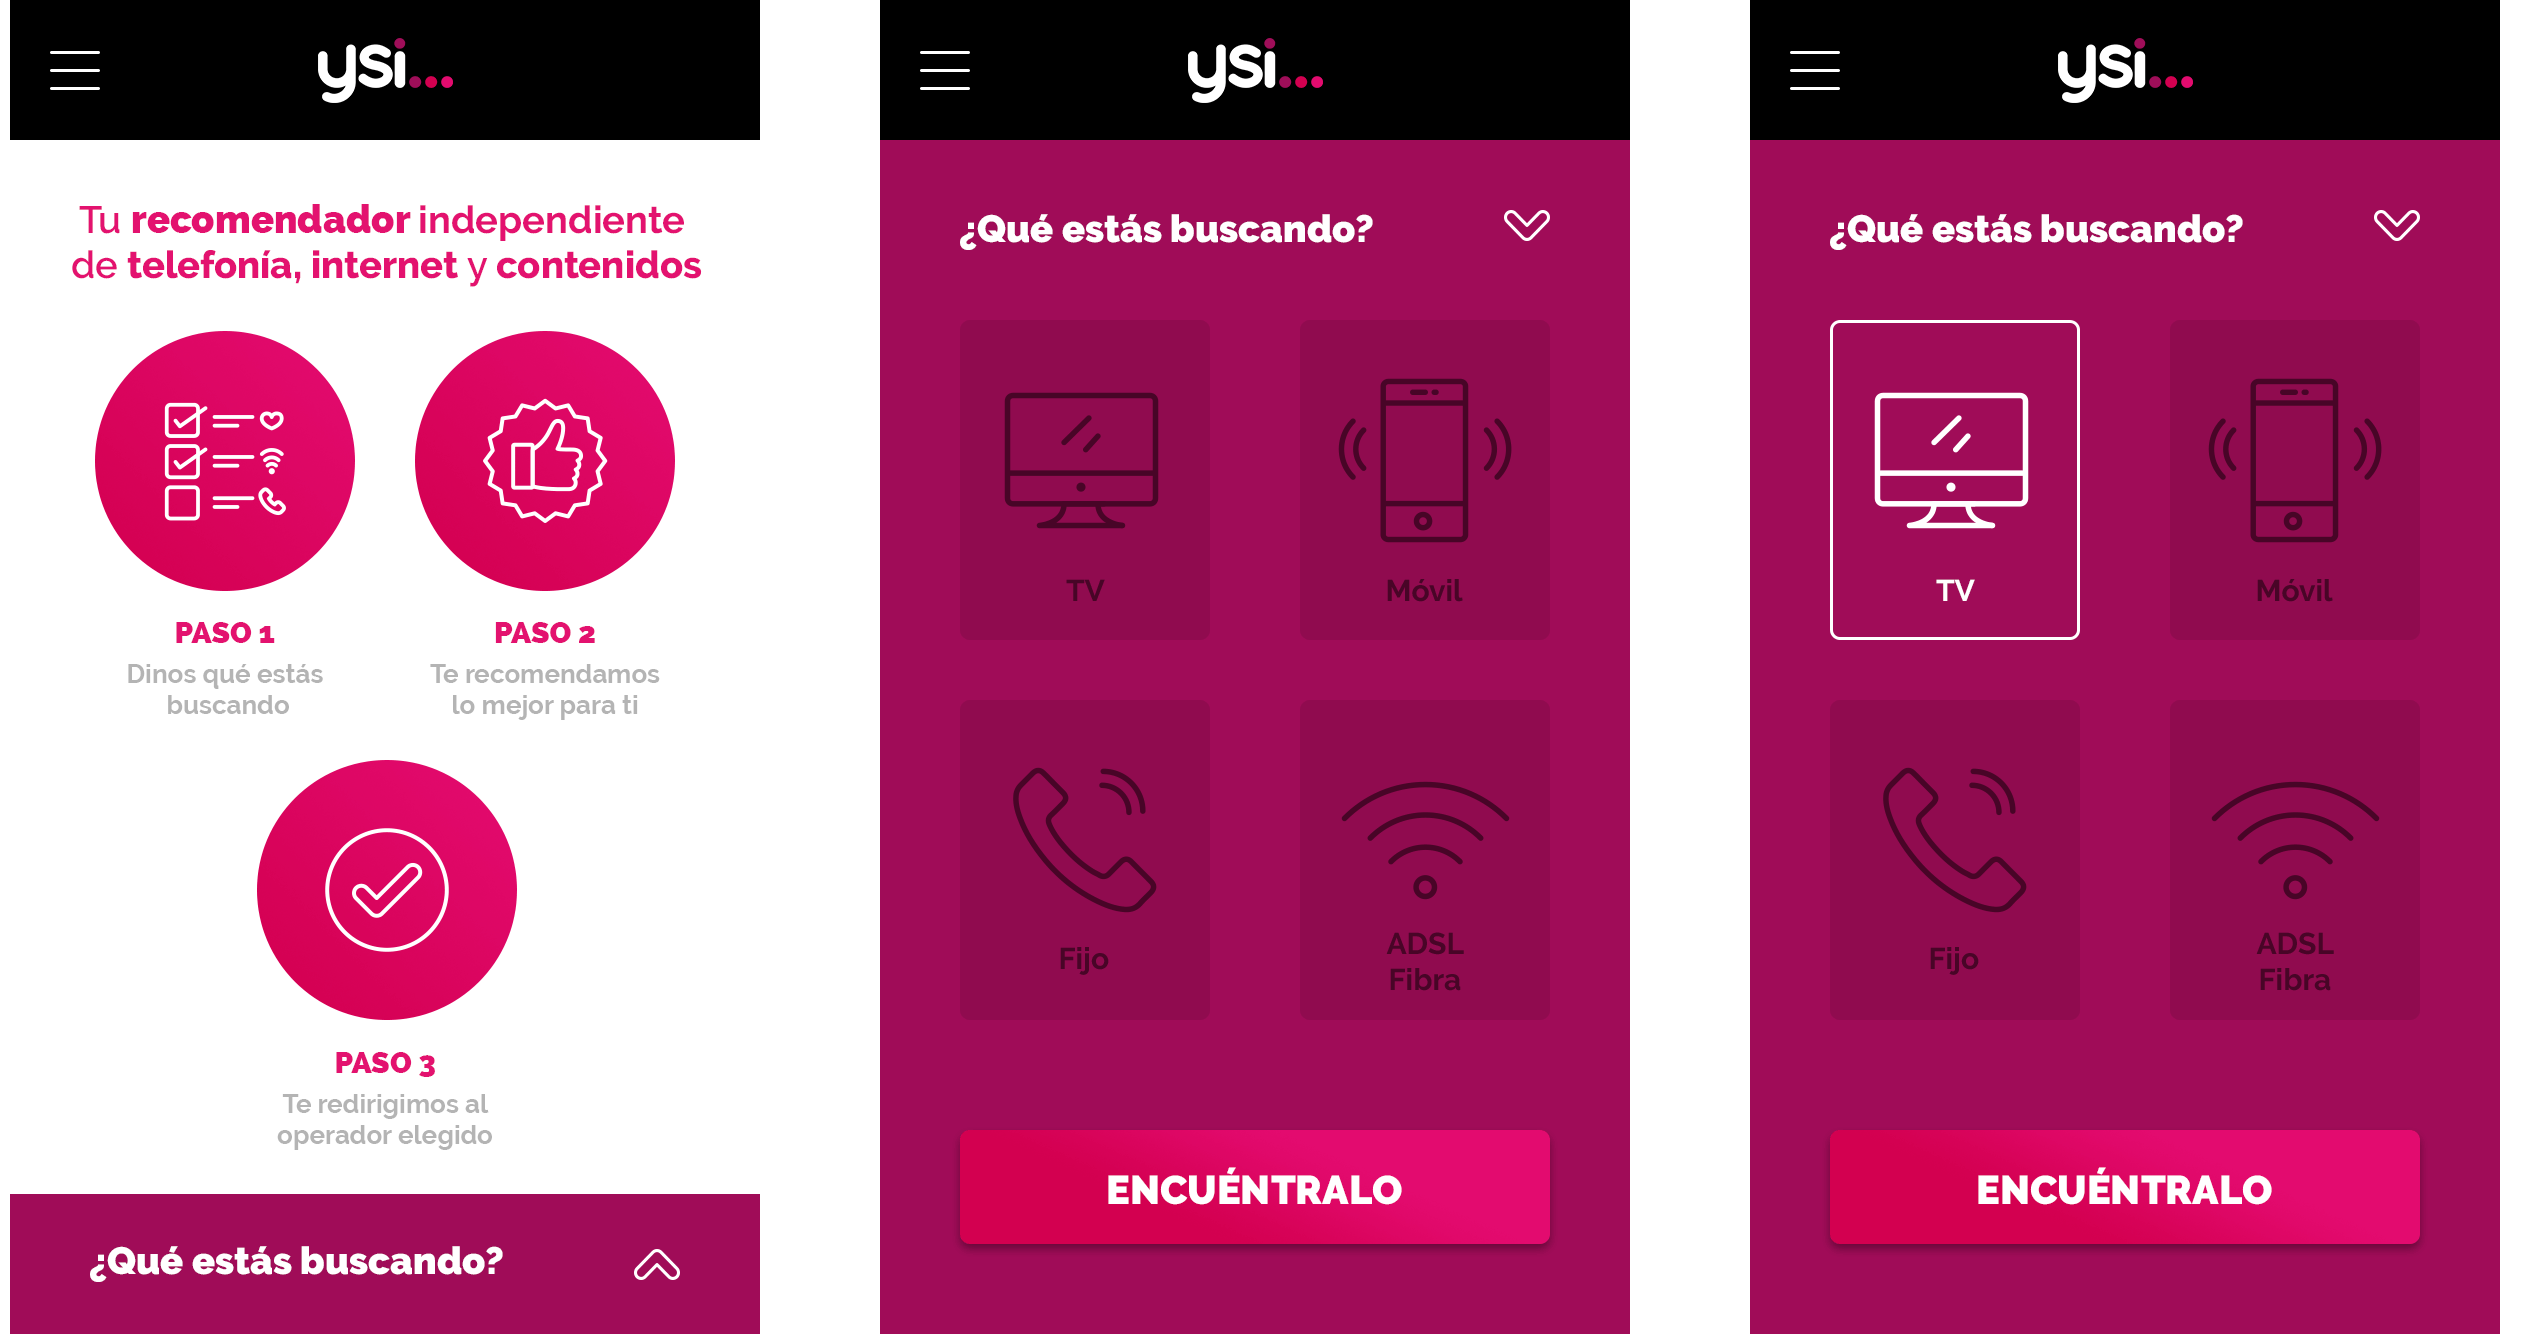 ysi...
Tu recomendador independiente
de telefonía, internet y contenidos
PASO 1
Dinos qué estás
buscando
PASO 2
Te recomendamos
lo mejor para ti
PASO 3
Te redirigimos al
operador elegido
¿Qué estás buscando?
ysi...
¿Qué estás buscando?
TV
Móvil
Fijo
ADSL
Fibra
ENCUÉNTRALO
ysi...
¿Qué estás buscando?
TV
Móvil
Fijo
ADSL
Fibra
ENCUÉNTRALO